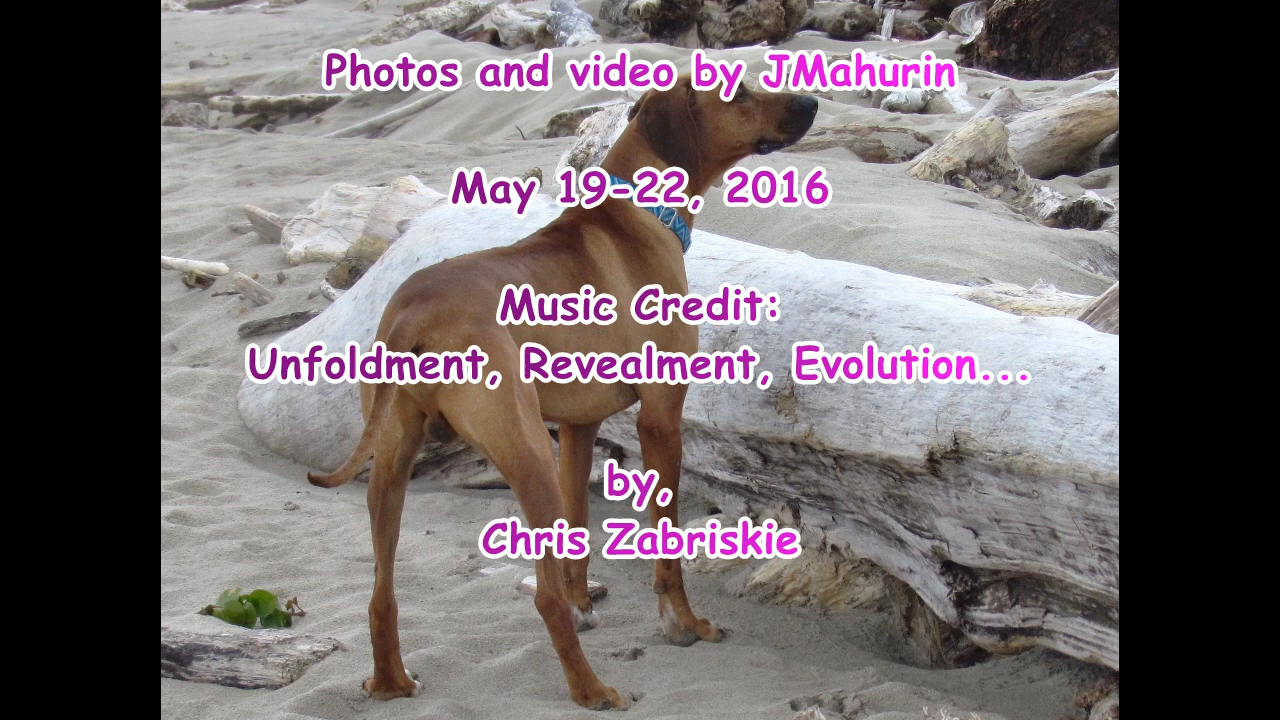 Photos and video by JMahurin
May 19-22, 2016
Music Credit:
Unfoldment, Revealment, Evolution...
by,
Chris Zabriskie